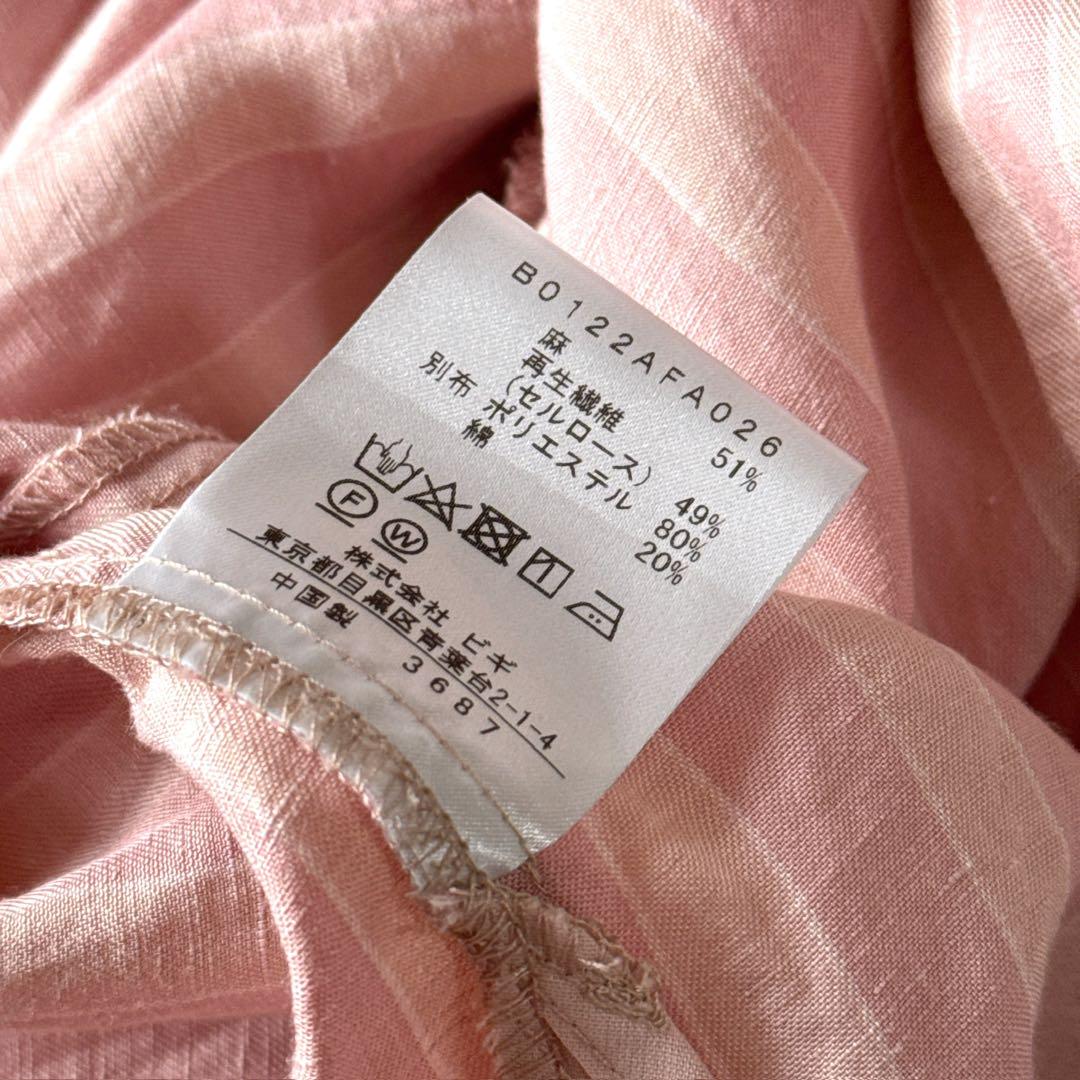 B0122AFA026
麻 51%
再生繊維
(セルロース) 49%
別布 ポリエステル 80%
綿 20%
F W
株式会社 ビギ
東京都目黒区青葉台2-1-4
中国製 3687